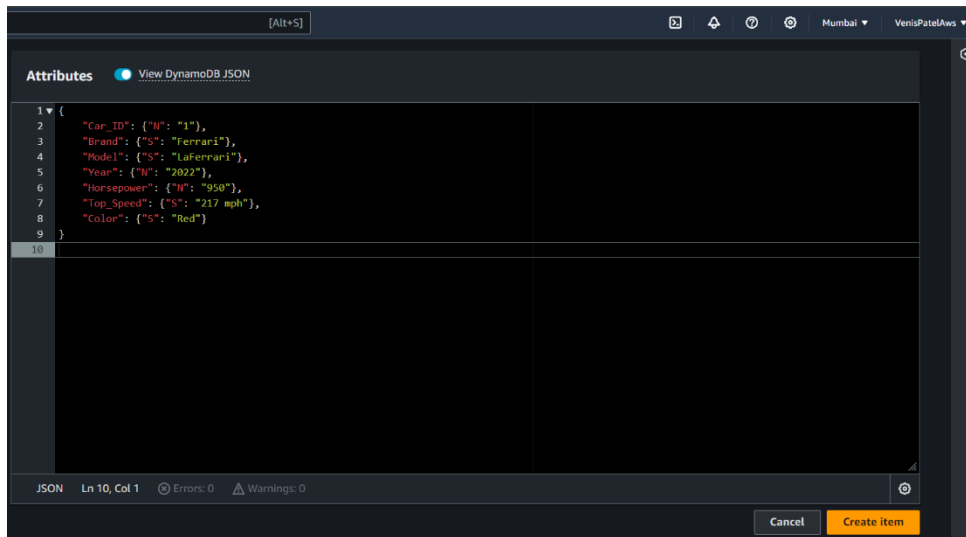 [Alt+S]
Mumbai ▼ VenisPatelAws ▼
Attributes View DynamoDB JSON
1 ▼ {
2 "Car_ID": {"N": "1"},
3 "Brand": {"S": "Ferrari"},
4 "Model": {"S": "LaFerrari"},
5 "Year": {"N": "2022"},
6 "Horsepower": {"N": "950"},
7 "Top_Speed": {"S": "217 mph"},
8 "Color": {"S": "Red"}
9 }
10
JSON Ln 10, Col 1 Errors: 0 Warnings: 0
Cancel Create item